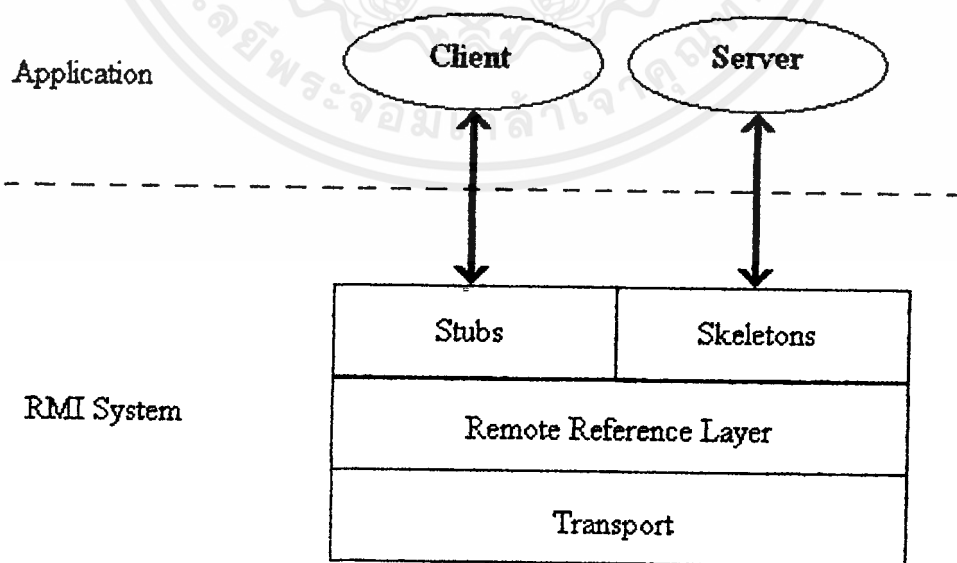 Application
Client
Server
Stubs
Skeletons
RMI System
Remote Reference Layer
Transport